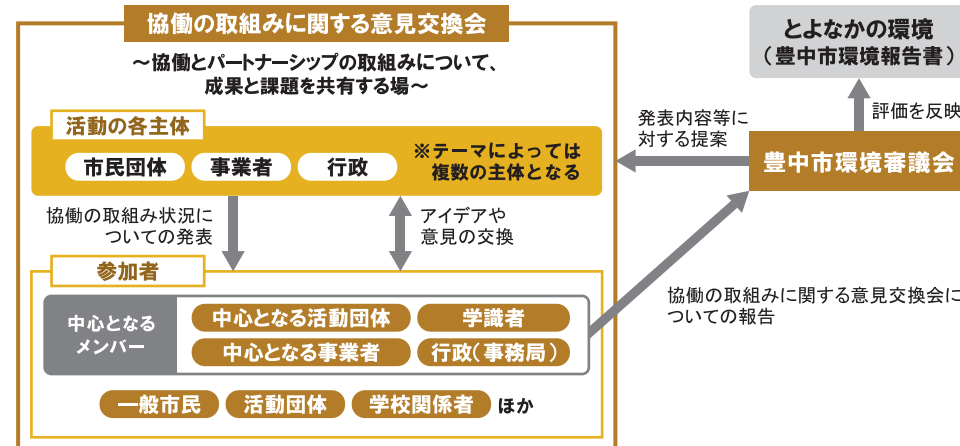 協働の取組みに関する意見交換会
～協働とパートナーシップの取組みについて、
成果と課題を共有する場～
活動の各主体
市民団体
事業者
行政
※テーマによっては
複数の主体となる
協働の取組み状況に
ついての発表
アイデアや
意見の交換
参加者
中心となる
メンバー
中心となる活動団体
学識者
中心となる事業者
行政（事務局）
一般市民
活動団体
学校関係者
ほか
とよなかの環境
（豊中市環境報告書）
評価を反映
発表内容等に
対する提案
豊中市環境審議会
協働の取組みに関する意見交換会に
ついての報告